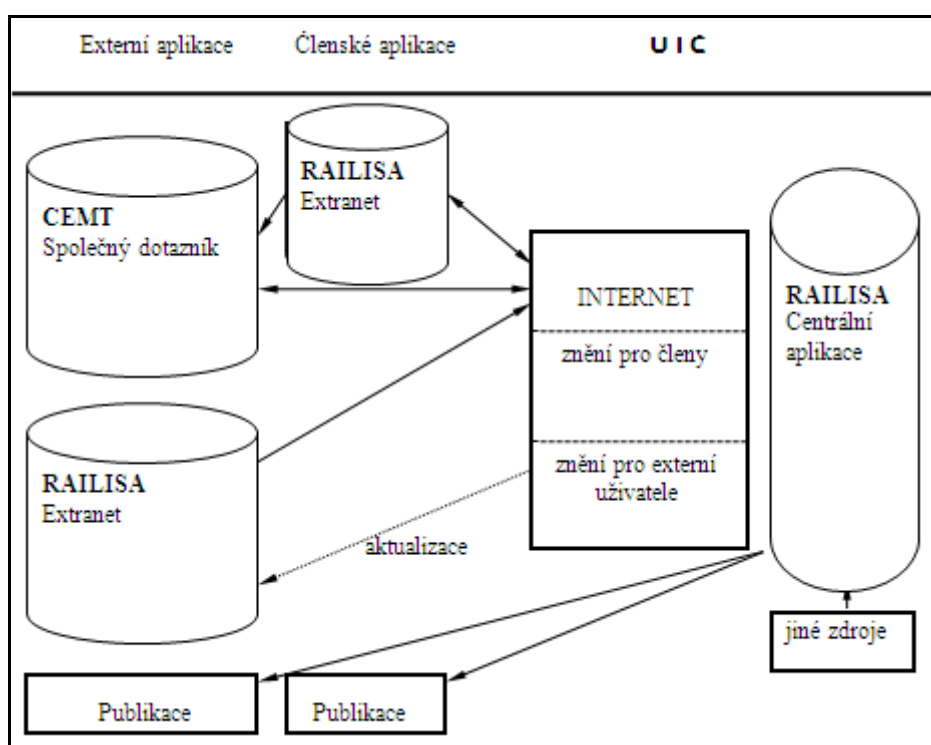 Externí aplikace
Členské aplikace
U I C
CEMT
Společný dotazník
RAILISA
Extranet
INTERNET
znění pro členy
znění pro externí
uživatele
RAILISA
Centrální
aplikace
RAILISA
Extranet
aktualizace
jiné zdroje
Publikace
Publikace